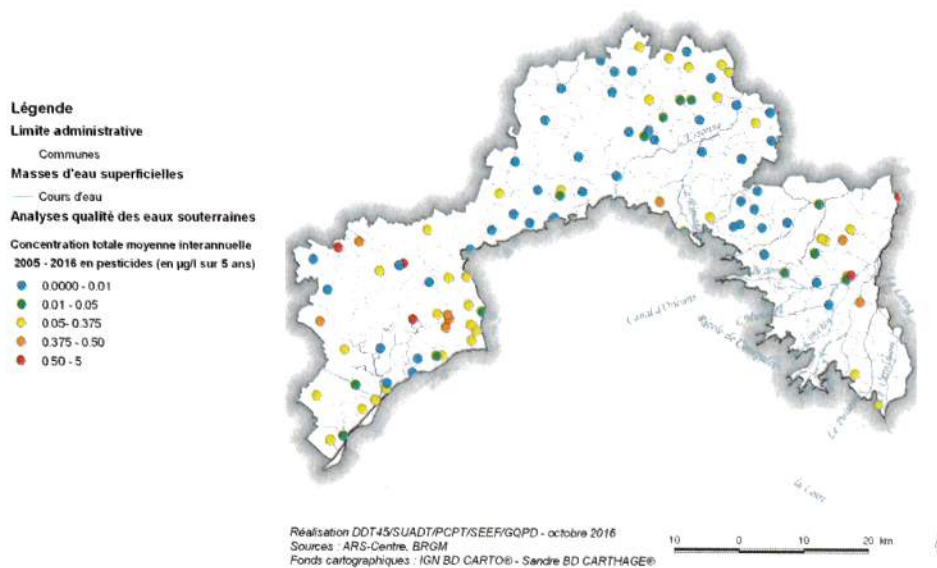 Légende
Limite administrative
Communes
Masses d'eau superficielles
Cours d'eau
Analyses qualité des eaux souterraines
Concentration totale moyenne interannuelle
2005 - 2016 en pesticides (en µg/l sur 5 ans)
0.0000 - 0.01
0.01 - 0.05
0.05- 0.375
0.375 - 0.50
0.50 - 5
L'Essonne
Canal d'Orléans
Réalisation DDT45/SUADT/PCPT/SEEF/GQPD - octobre 2016
Sources : ARS-Centre, BRGM
Fonds cartographiques : IGN BD CARTO® - Sandre BD CARTHAGE®
10 0 10 20 km